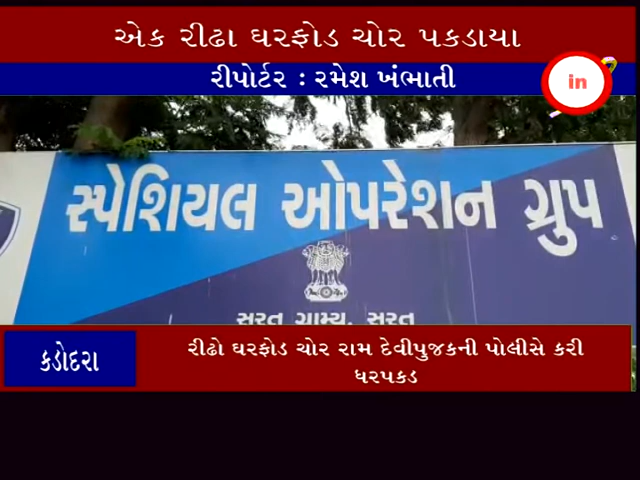 એક રીઢા ઘરફોડ ચોર પકડાયા
રીપોર્ટર : રમેશ ખંભાતી
in
સ્પેશિયલ ઓપરેશન ગ્રુપ
સુરત ગ્રામ્ય, સુરત
કડોદરા
રીઢો ઘરફોડ ચોર રામ દેવીપુજકની પોલીસે કરી
ધરપકડ